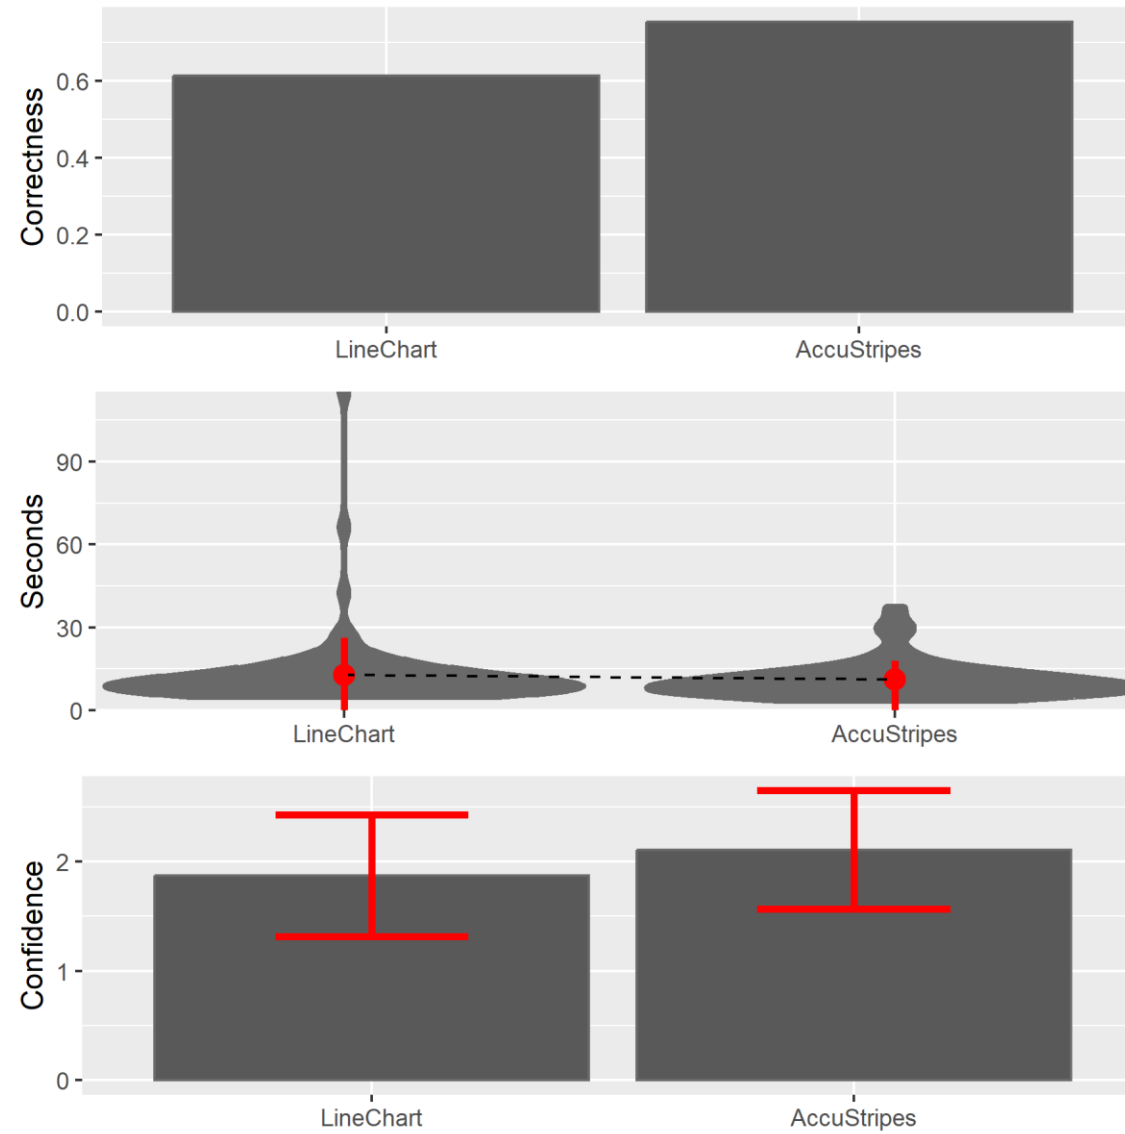 Correctness
0.6
0.4
0.2
0.0
LineChart AccuStripes
Seconds
90
60
30
0
LineChart AccuStripes
Confidence
2
1
0
LineChart AccuStripes